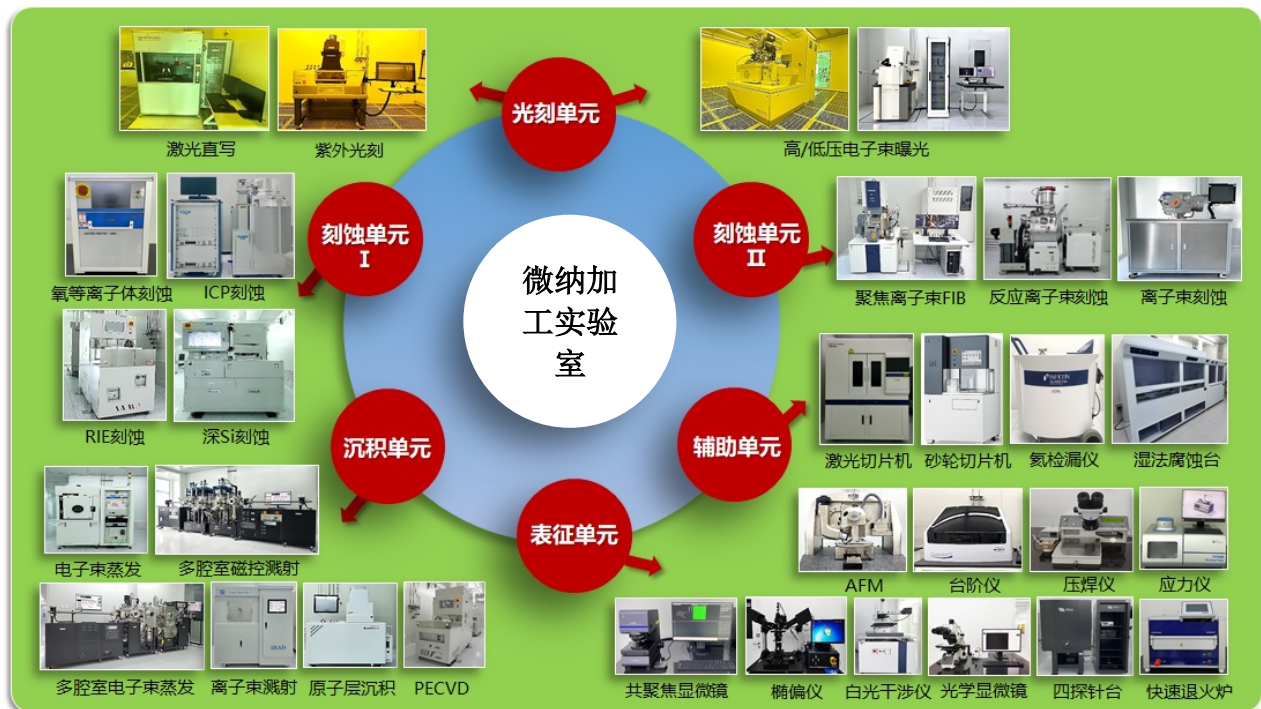 光刻单元
激光直写
紫外光刻
高/低压电子束曝光
刻蚀单元
I
刻蚀单元
II
氧等离子体刻蚀
ICP刻蚀
聚焦离子束FIB
反应离子束刻蚀
离子束刻蚀
微纳加
工实验
室
RIE刻蚀
深Si刻蚀
沉积单元
辅助单元
INFICON
激光切片机
砂轮切片机
氦检漏仪
湿法腐蚀台
表征单元
电子束蒸发
多腔室磁控溅射
AFM
台阶仪
压焊仪
应力仪
IBAD
多腔室电子束蒸发
离子束溅射
原子层沉积
PECVD
共聚焦显微镜
椭偏仪
白光干涉仪
光学显微镜
四探针台
快速退火炉